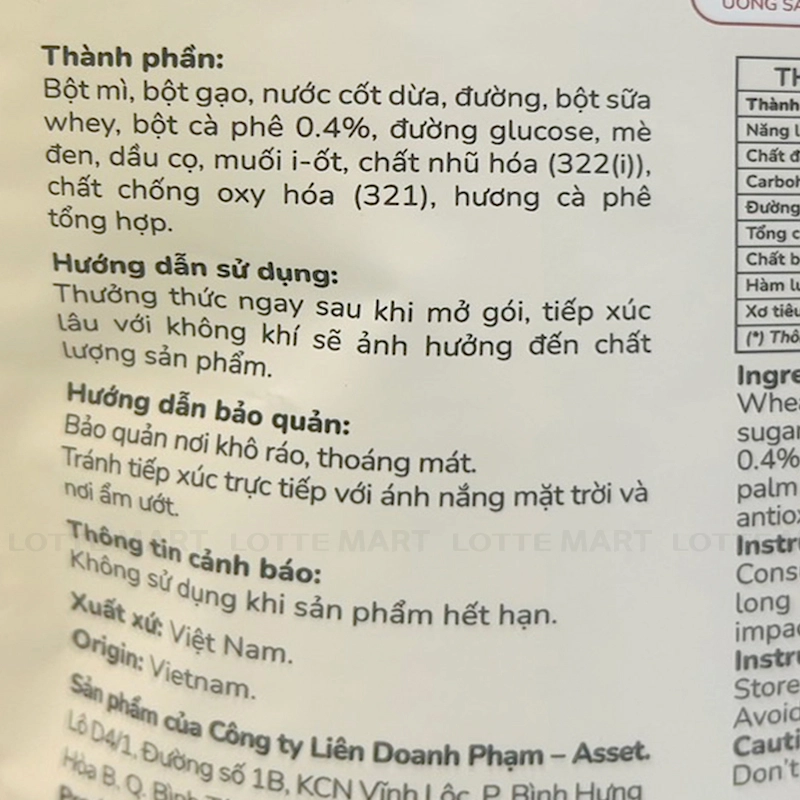 UỐNG
Thành phần:
Bột mì, bột gạo, nước cốt dừa, đường, bột sữa
whey, bột cà phê 0.4%, đường glucose, mè
đen, dầu cọ, muối i-ốt, chất nhũ hóa (322(i)),
chất chống oxy hóa (321), hương cà phê
tổng hợp.
Hướng dẫn sử dụng:
Thưởng thức ngay sau khi mở gói, tiếp xúc
lâu với không khí sẽ ảnh hưởng đến chất
lượng sản phẩm.
Hướng dẫn bảo quản:
Bảo quản nơi khô ráo, thoáng mát.
Tránh tiếp xúc trực tiếp với ánh nắng mặt trời và
nơi ẩm ướt.
LOTTE MART LOTTE MART LOTTE MART
Thông tin cảnh báo:
Không sử dụng khi sản phẩm hết hạn.
Xuất xứ: Việt Nam.
Origin: Vietnam.
Sản phẩm của Công ty Liên Doanh Phạm – Asset.
Lô D4/1, Đường số 1B, KCN Vĩnh Lộc, P. Bình Hưng
Hòa B, Q.
TH
Thành
Năng
Chất
Carboh
Đường
Tổng
Chất
Hàm
Xơ tiêu
(*)
Ingre
Whea
sugar
0.4%
palm
antiox
Instru
Cons
long
impac
Instru
Store
Avoid
Cauti
Don't